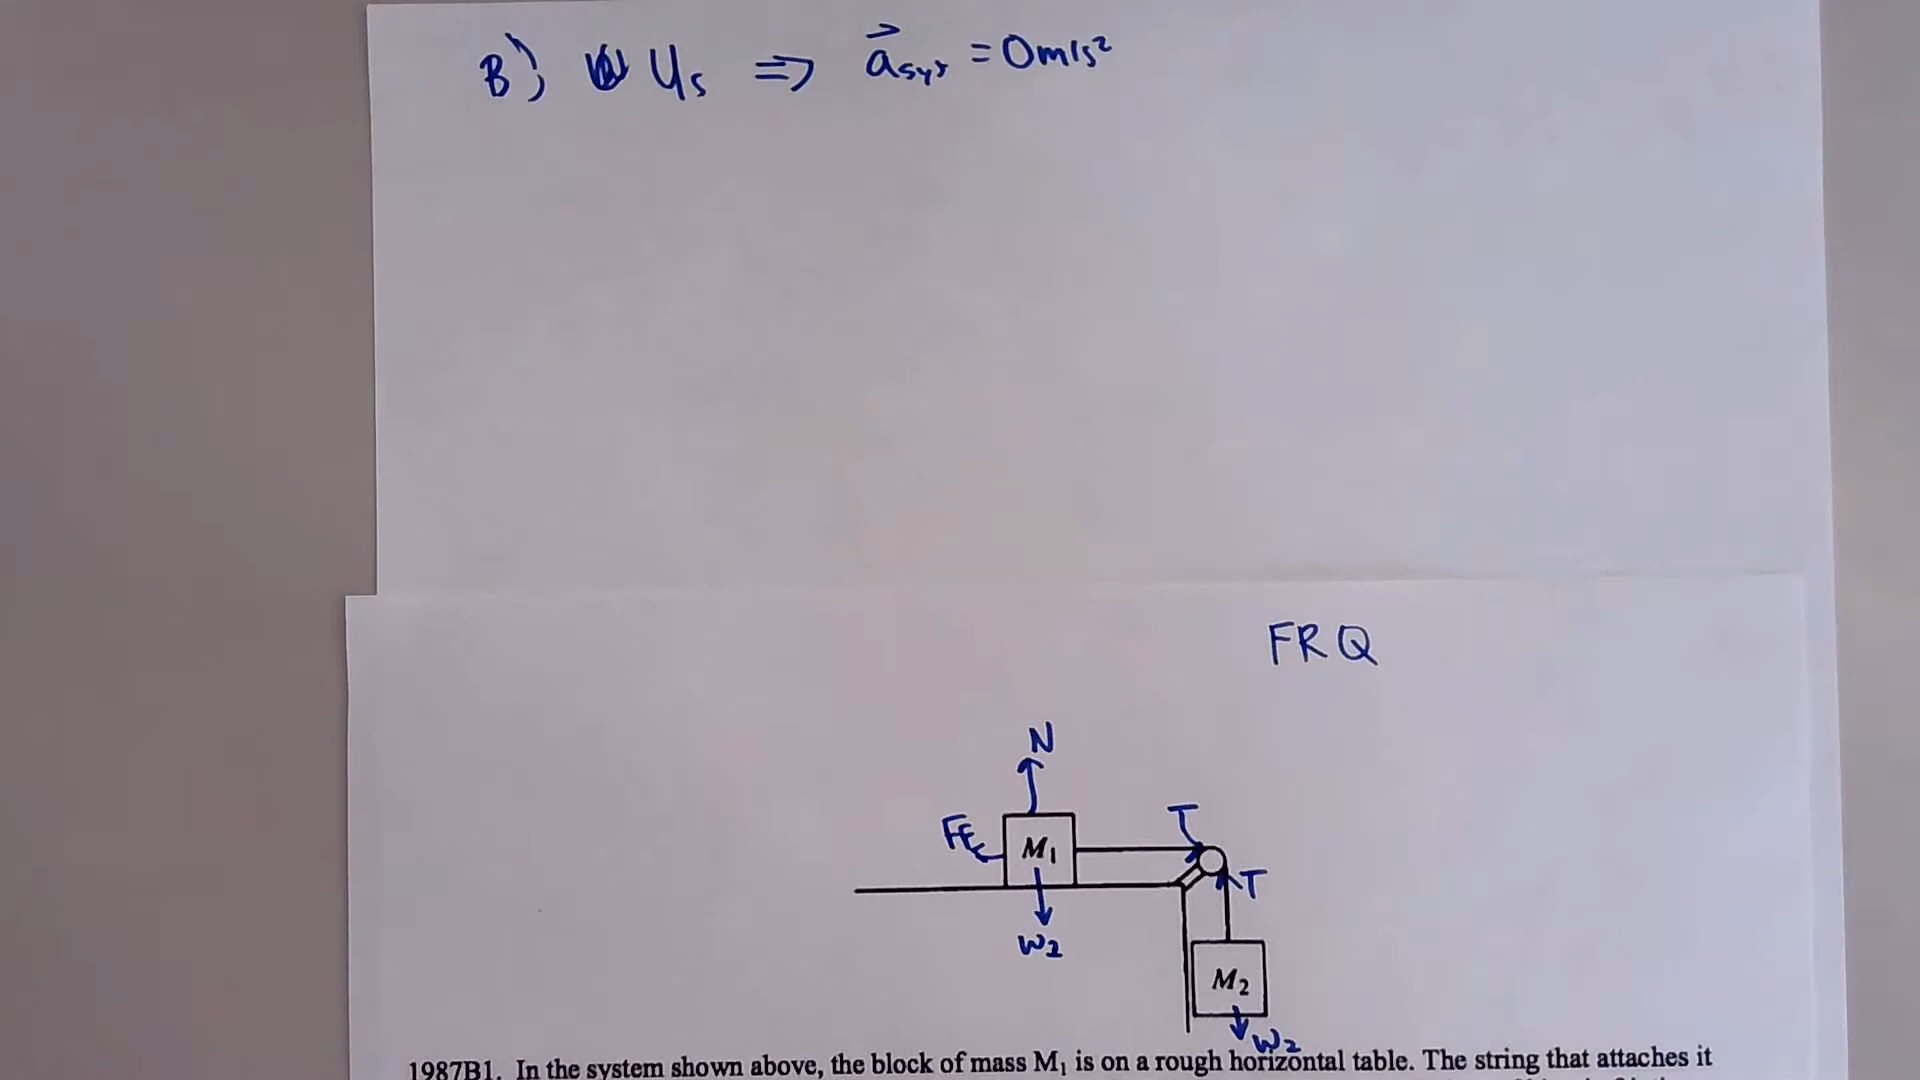 B) μs ⇒ a⃗sys = 0m/s²
FRQ
N
T
Ff
M₁
T
W₂
M₂
W₂
1987B1. In the system shown above, the block of mass M₁ is on a rough horizontal table. The string that attaches it